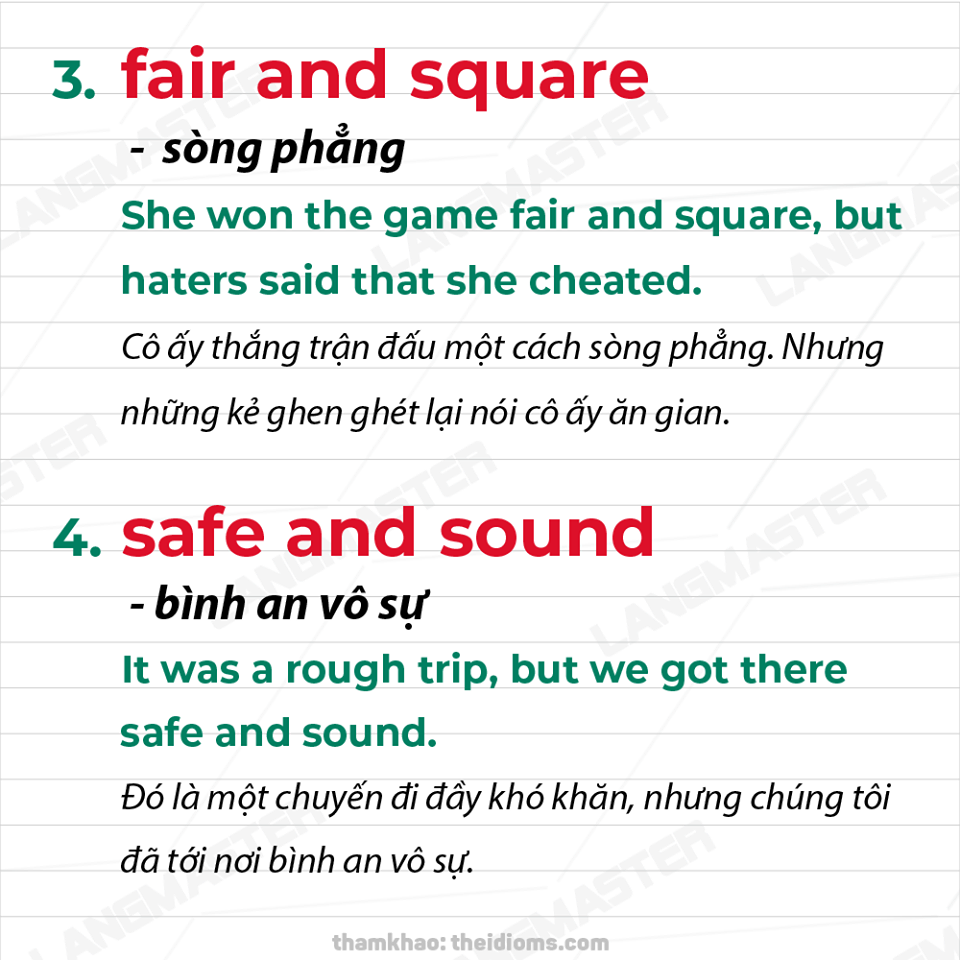 3. fair and square
- sòng phẳng
She won the game fair and square, but
haters said that she cheated.
Cô ấy thắng trận đấu một cách sòng phẳng. Nhưng
những kẻ ghen ghét lại nói cô ấy ăn gian.
4. safe and sound
- bình an vô sự
It was a rough trip, but we got there
safe and sound.
Đó là một chuyến đi đầy khó khăn, nhưng chúng tôi
đã tới nơi bình an vô sự.
thamkhao: theidioms.com
LANGMASTER
LANGMASTER
LANGMASTER
LANGMASTER
LANGMASTER
LANGMASTER
LANGMASTER